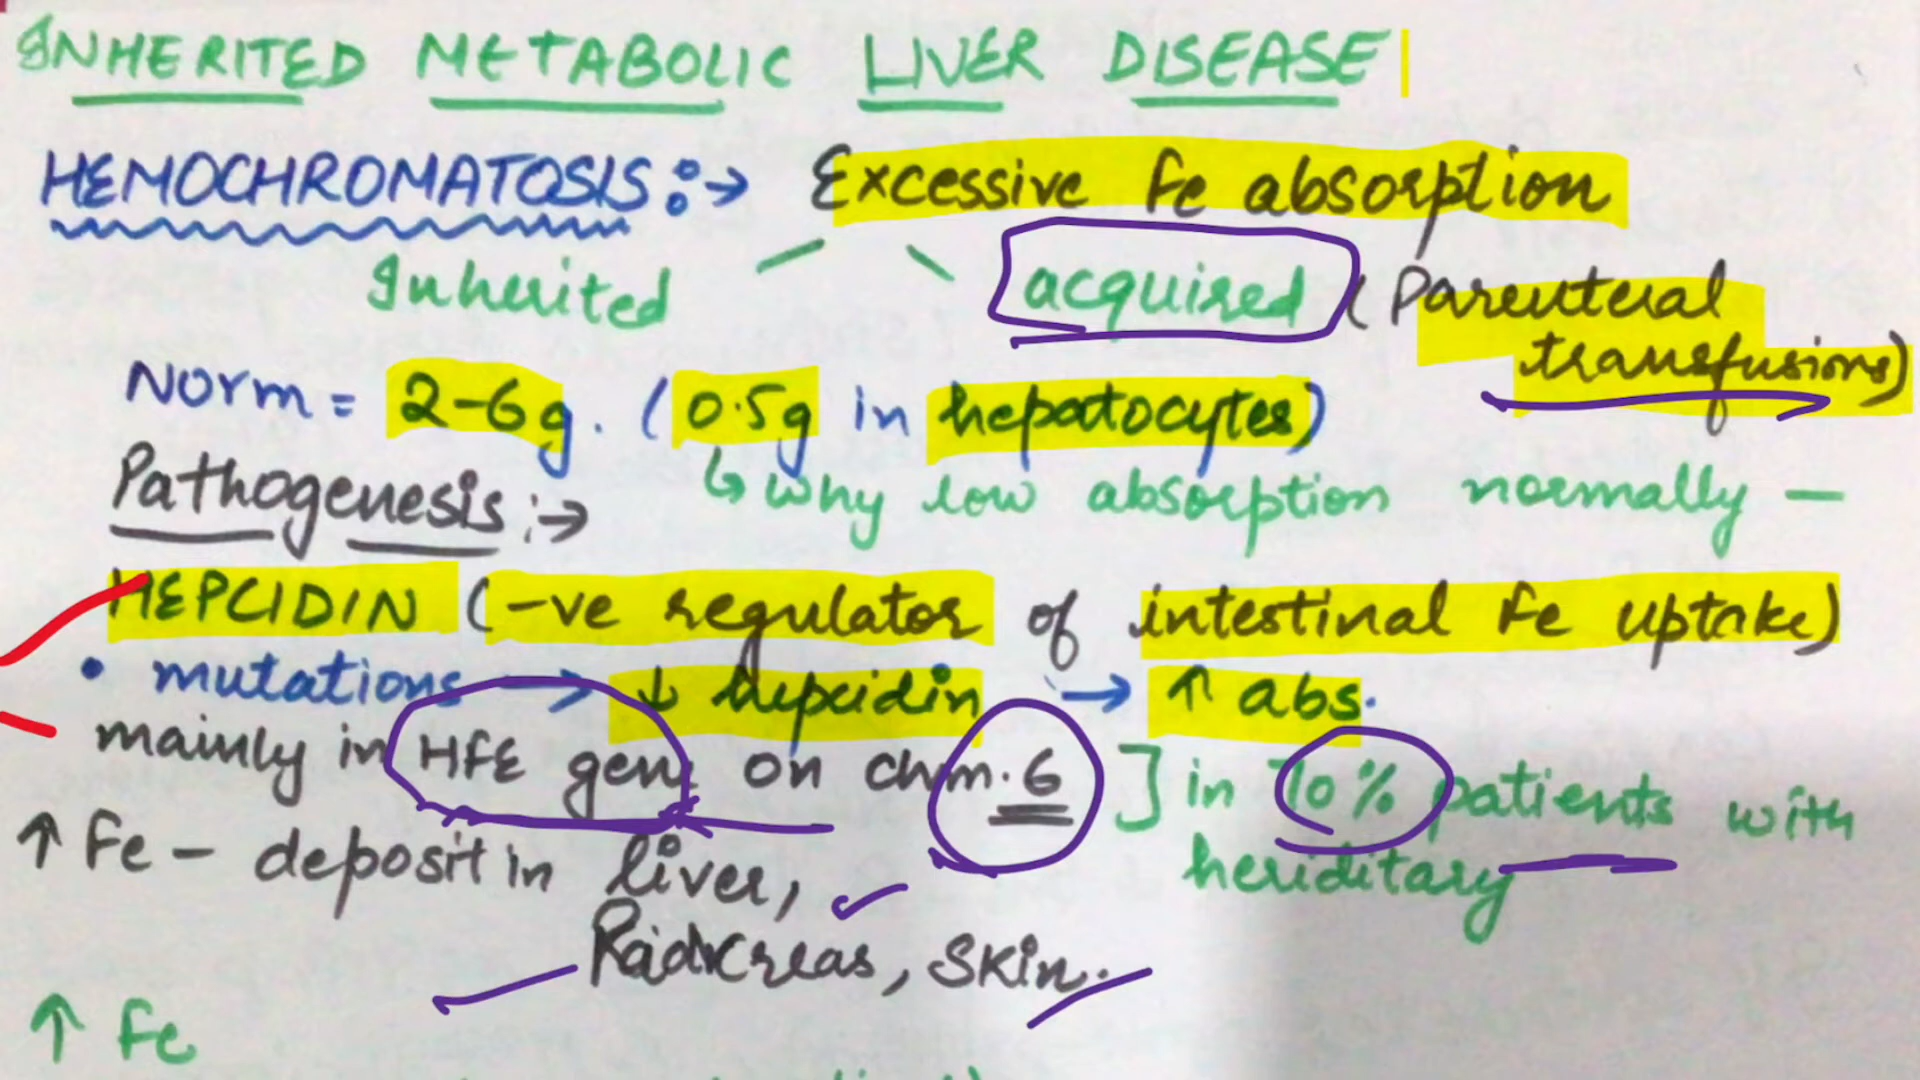 INHERITED METABOLIC LIVER DISEASE
HEMOCHROMATOSIS :→ Excessive Fe absorption
Inherited acquired (Parenteral
transfusions)
Norm = 2-6g. (0.5g in hepatocytes)
↳ why low absorption normally —
Pathogenesis :→
HEPCIDIN (-ve regulator of intestinal Fe uptake)
• mutations → ↓ hepcidin → ↑ abs.
mainly in HFE gene on chrm. 6 ] in 70% patients with
heriditary
↑ Fe - deposit in liver,
Pancreas, Skin.
↑ Fe